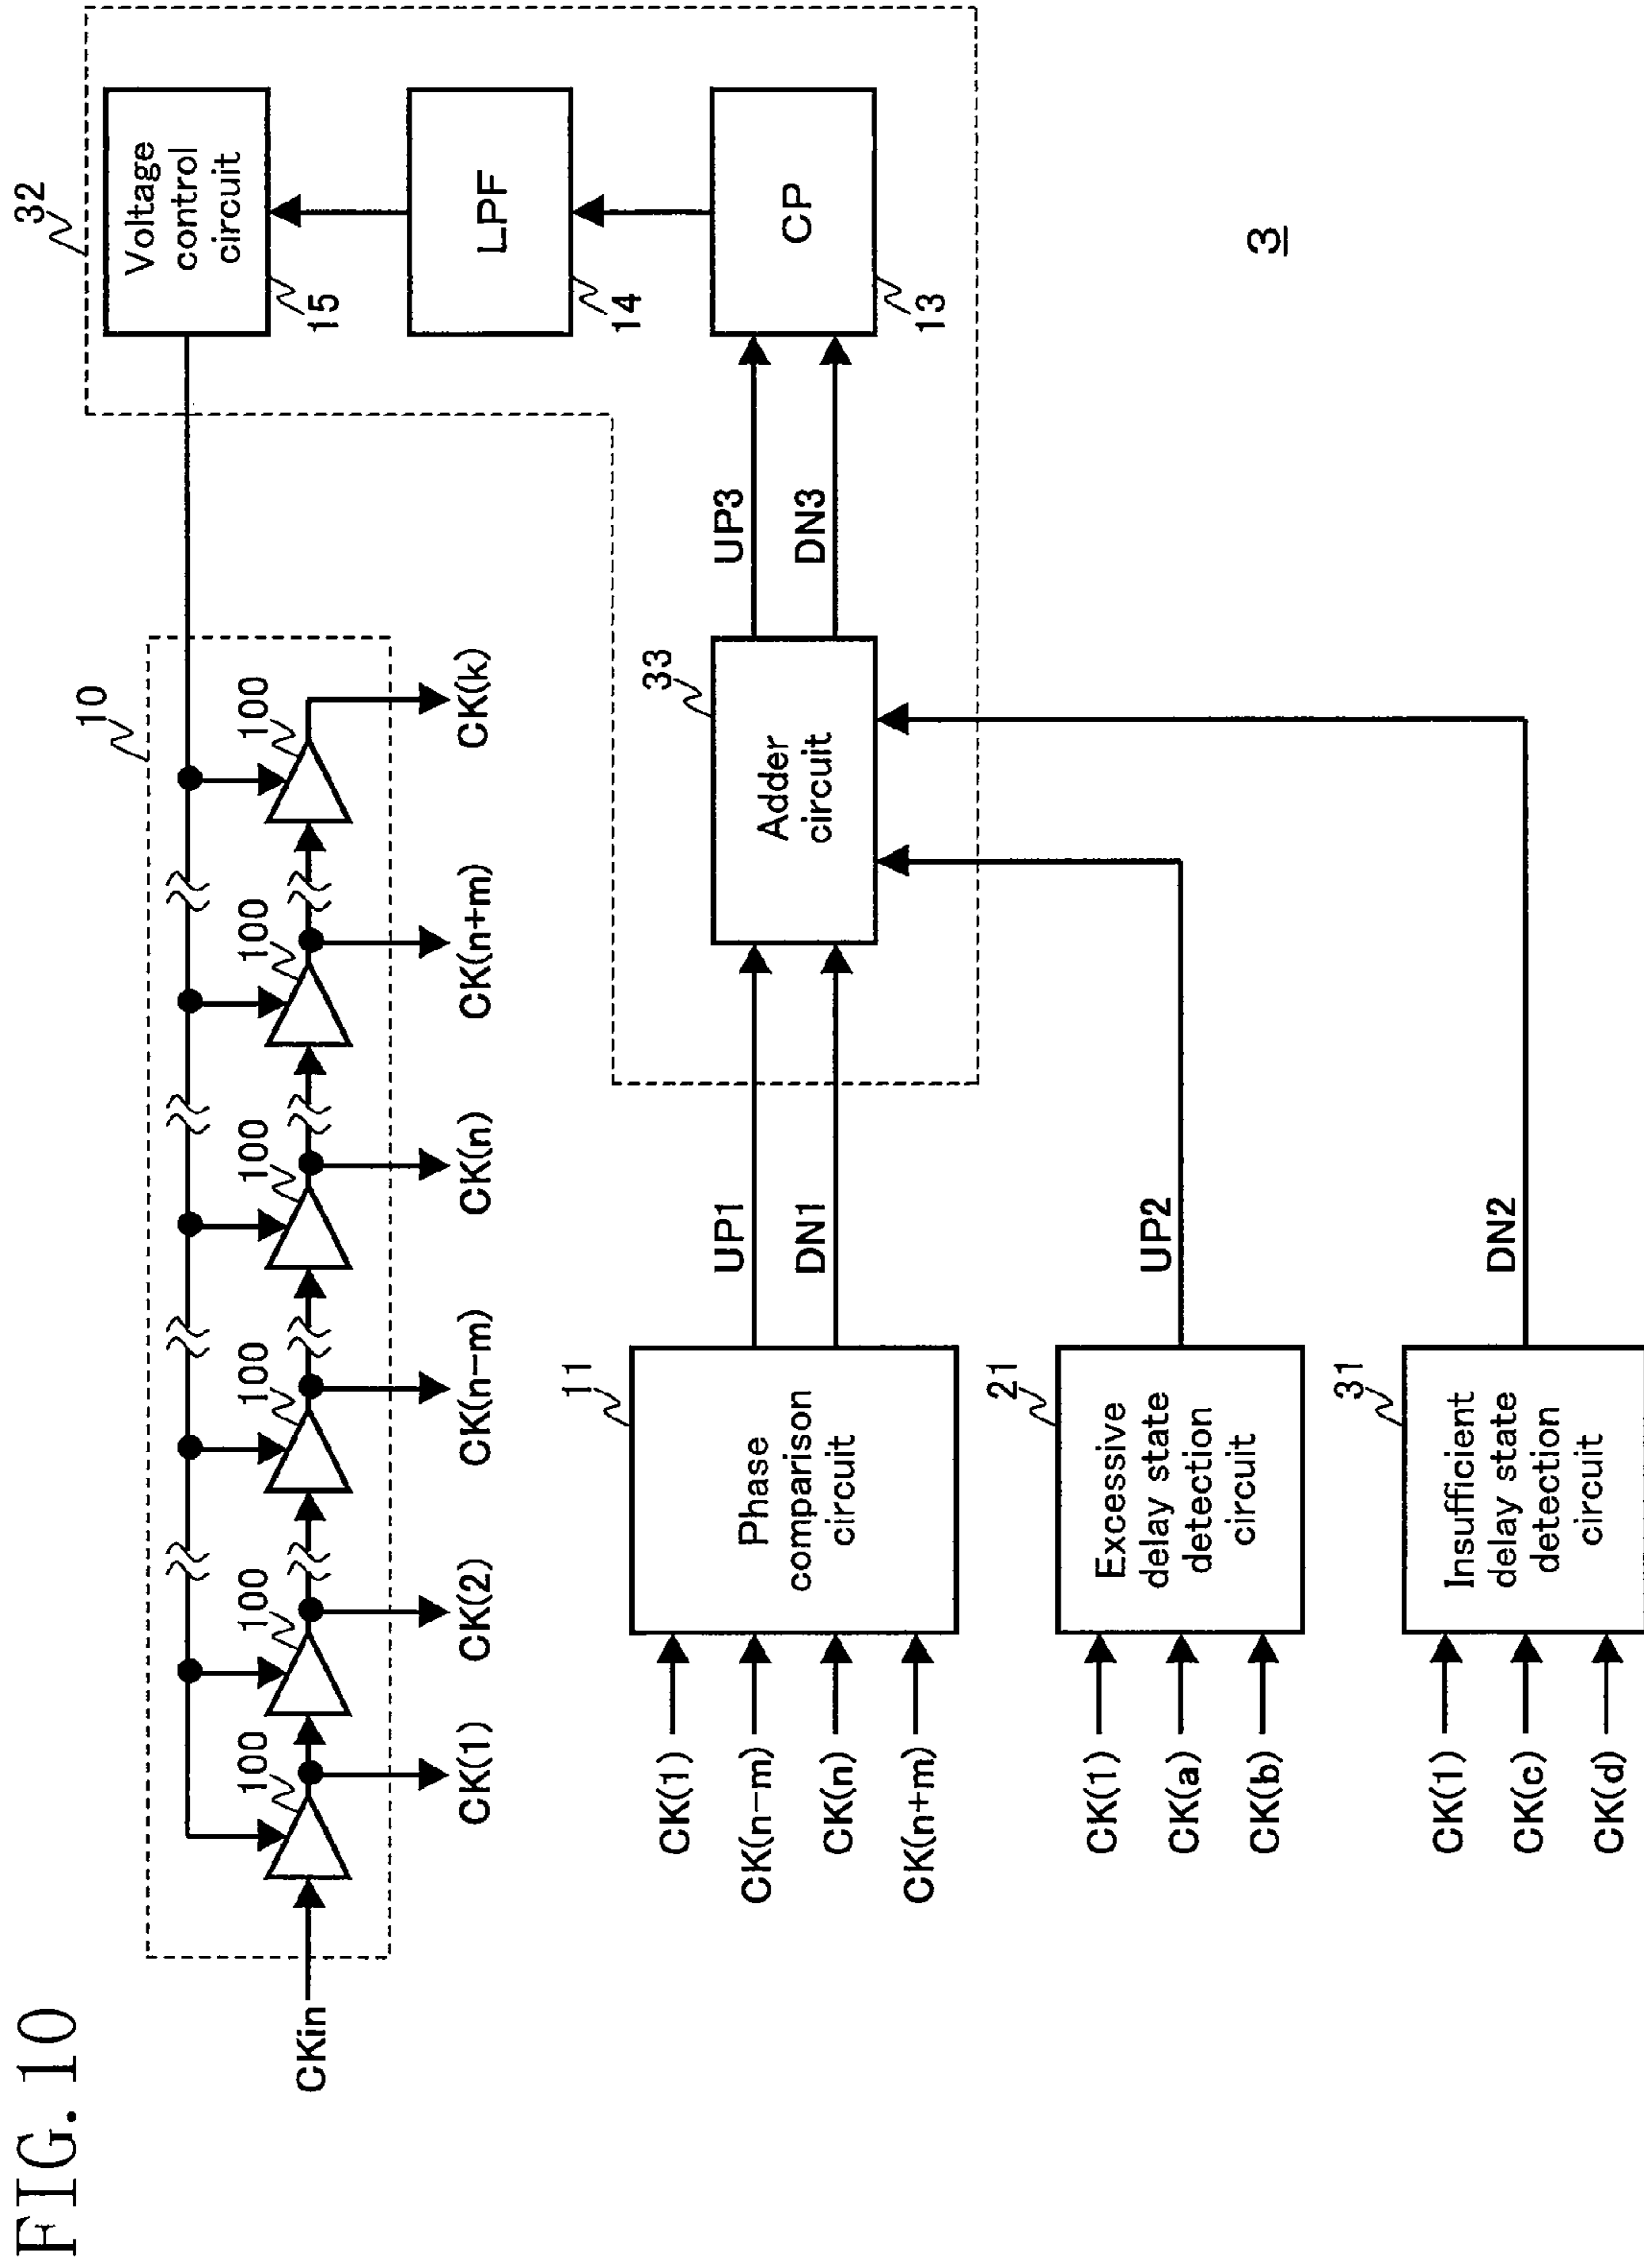 FIG. 10
10
32
100
100
100
100
100
100
Voltage
control
circuit
15
CKin
CK(1)
CK(2)
CK(n−m)
CK(n)
CK(n+m)
CK(k)
LPF
14
11
33
CK(1)
CK(n−m)
CK(n)
CK(n+m)
Phase
comparison
circuit
UP1
DN1
Adder
circuit
UP3
DN3
CP
13
21
CK(1)
CK(a)
CK(b)
Excessive
delay state
detection
circuit
UP2
3
31
CK(1)
CK(c)
CK(d)
Insufficient
delay state
detection
circuit
DN2